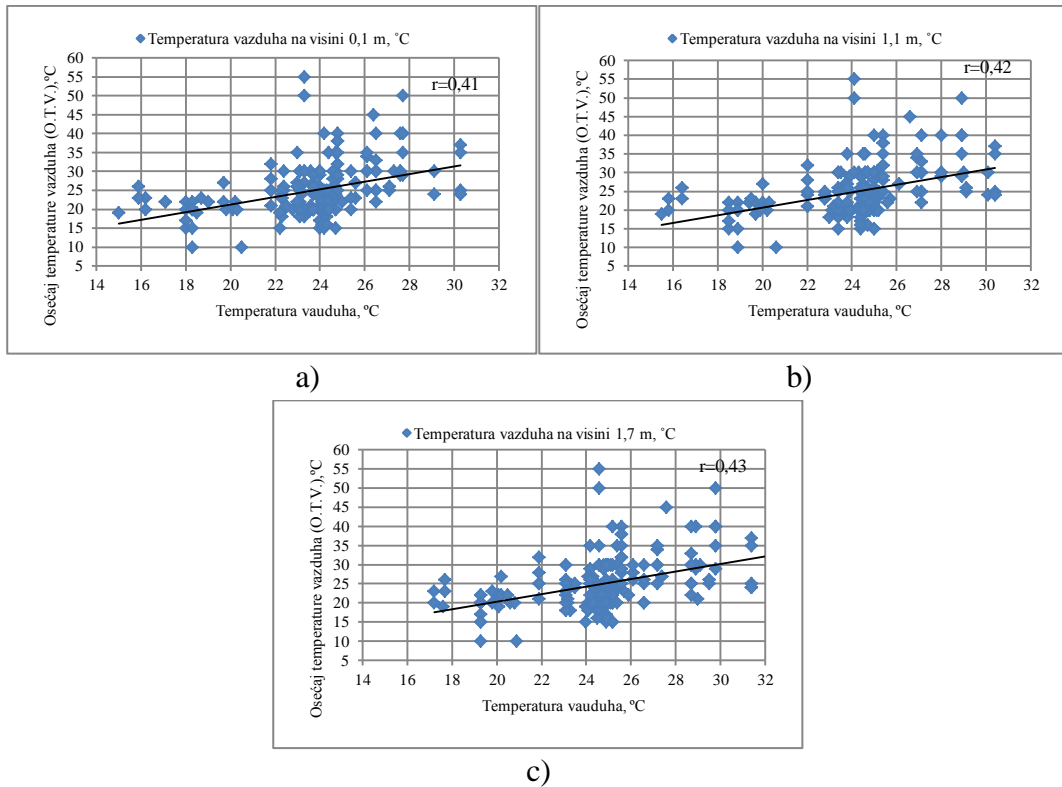 Temperatura vazduha na visini 0,1 m, ˚C
r=0,41
Osećaj temperature vazduha (O.T.V.),ºC
60
55
50
45
40
35
30
25
20
15
10
5
14 16 18 20 22 24 26 28 30 32
Temperatura vauduha, ºC
a)
Temperatura vazduha na visini 1,1 m, ˚C
r=0,42
Osećaj temperature vazduha (O.T.V.),ºC
60
55
50
45
40
35
30
25
20
15
10
5
14 16 18 20 22 24 26 28 30 32
Temperatura vauduha, ºC
b)
Temperatura vazduha na visini 1,7 m, ˚C
r=0,43
Osećaj temperature vazduha (O.T.V.),ºC
60
55
50
45
40
35
30
25
20
15
10
5
14 16 18 20 22 24 26 28 30 32
Temperatura vauduha, ºC
c)